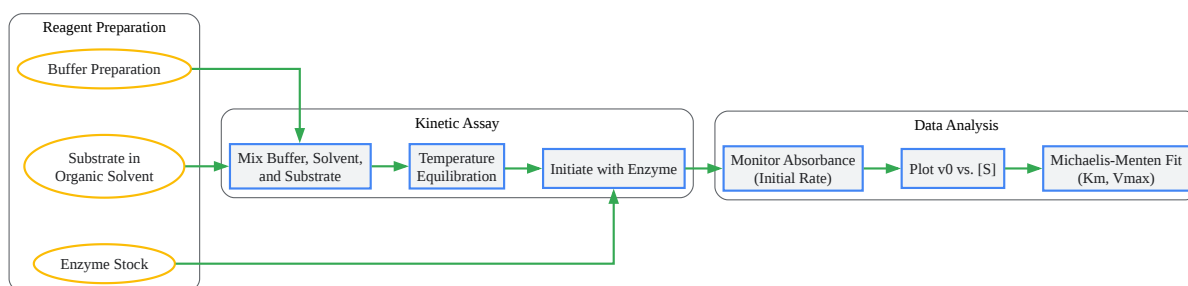 Reagent Preparation
Buffer Preparation
Substrate in
Organic Solvent
Enzyme Stock
Kinetic Assay
Mix Buffer, Solvent,
and Substrate
Temperature
Equilibration
Initiate with Enzyme
Data Analysis
Monitor Absorbance
(Initial Rate)
Plot v0 vs. [S]
Michaelis-Menten Fit
(Km, Vmax)